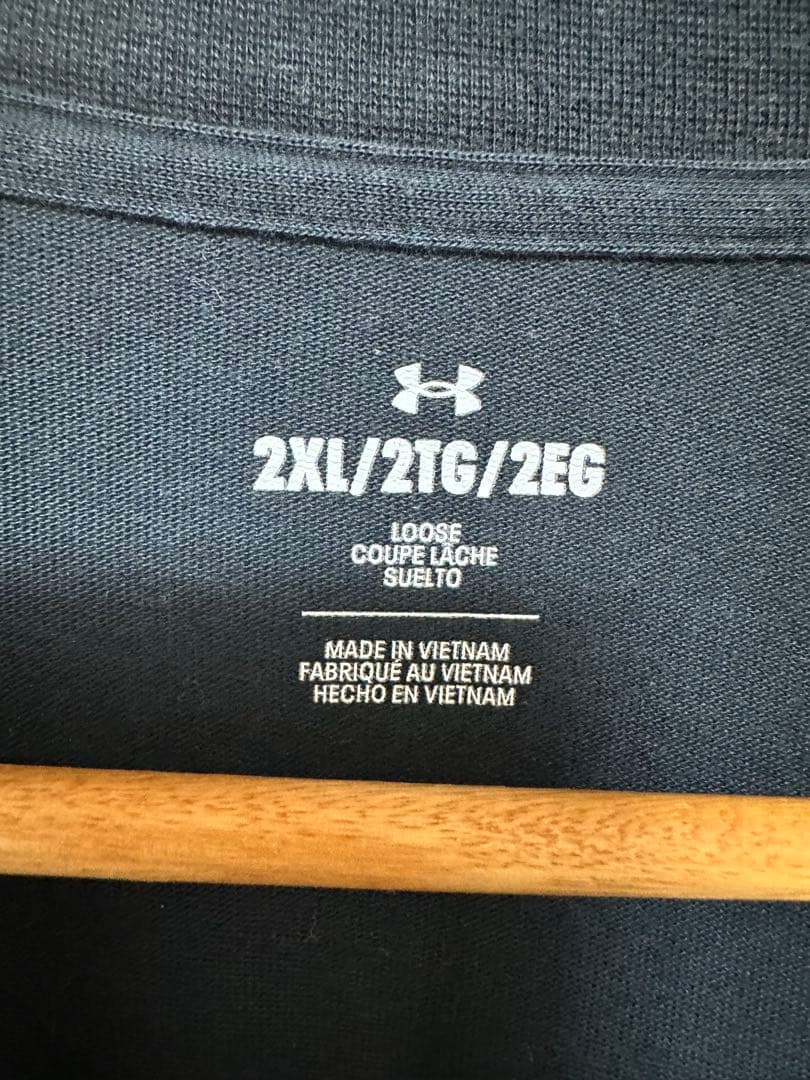 2XL/2TG/2EG
LOOSE
COUPE LÂCHE
SUELTO
MADE IN VIETNAM
FABRIQUÉ AU VIETNAM
HECHO EN VIETNAM